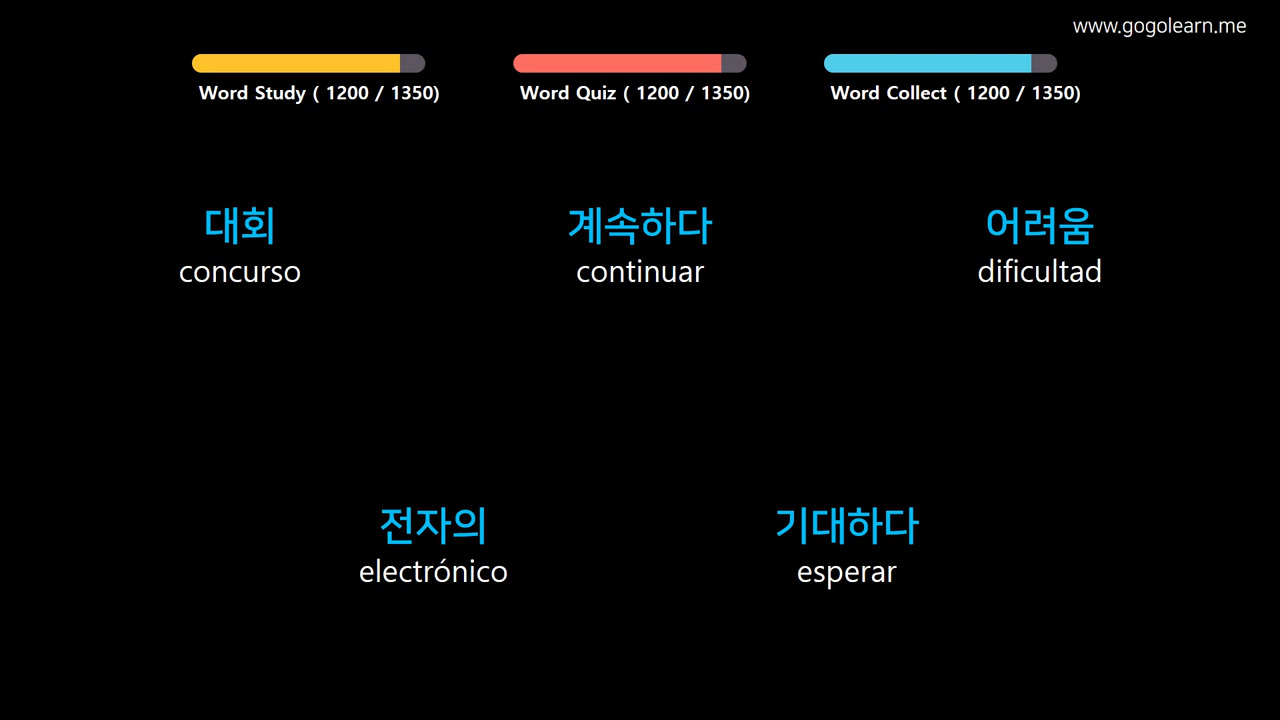 www.gogolearn.me
Word Study ( 1200 / 1350)
Word Quiz ( 1200 / 1350)
Word Collect ( 1200 / 1350)
대회
concurso
계속하다
continuar
어려움
dificultad
전자의
electrónico
기대하다
esperar